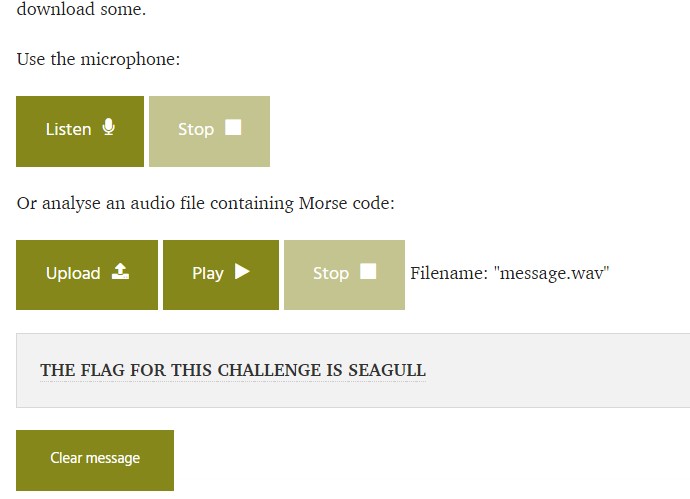 download some.
Use the microphone:
Listen Stop
Or analyse an audio file containing Morse code:
Upload Play Stop Filename: "message.wav"
THE FLAG FOR THIS CHALLENGE IS SEAGULL
Clear message